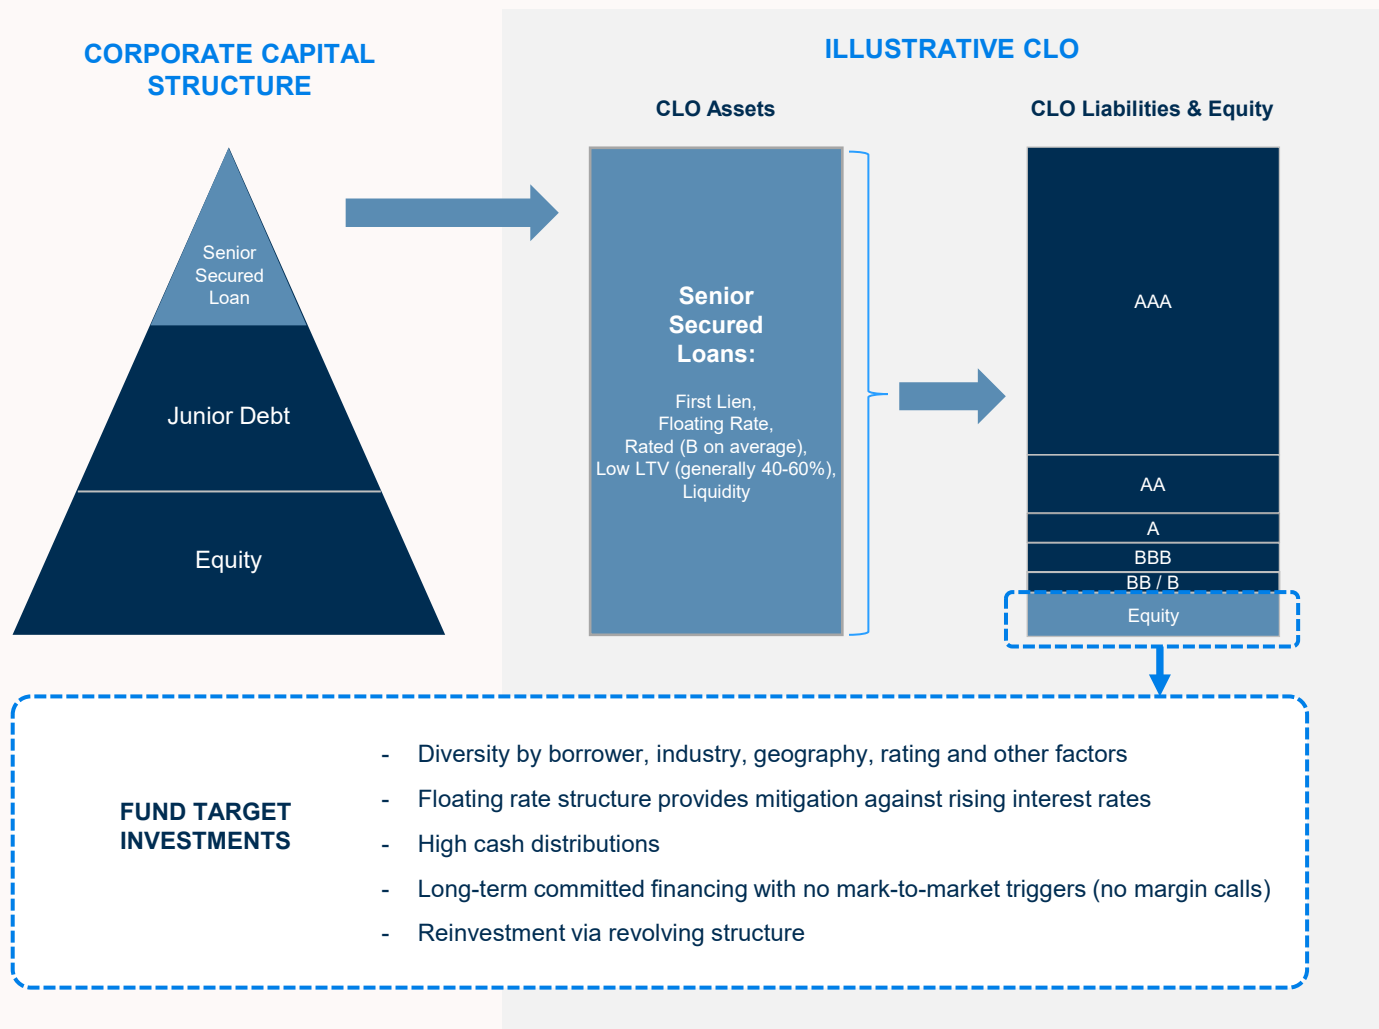 CORPORATE CAPITAL
STRUCTURE
Senior
Secured
Loan
Junior Debt
Equity
ILLUSTRATIVE CLO
CLO Assets
Senior
Secured
Loans:
First Lien,
Floating Rate,
Rated (B on average),
Low LTV (generally 40-60%),
Liquidity
CLO Liabilities & Equity
AAA
AA
A
BBB
BB / B
Equity
FUND TARGET
INVESTMENTS
- Diversity by borrower, industry, geography, rating and other factors
- Floating rate structure provides mitigation against rising interest rates
- High cash distributions
- Long-term committed financing with no mark-to-market triggers (no margin calls)
- Reinvestment via revolving structure